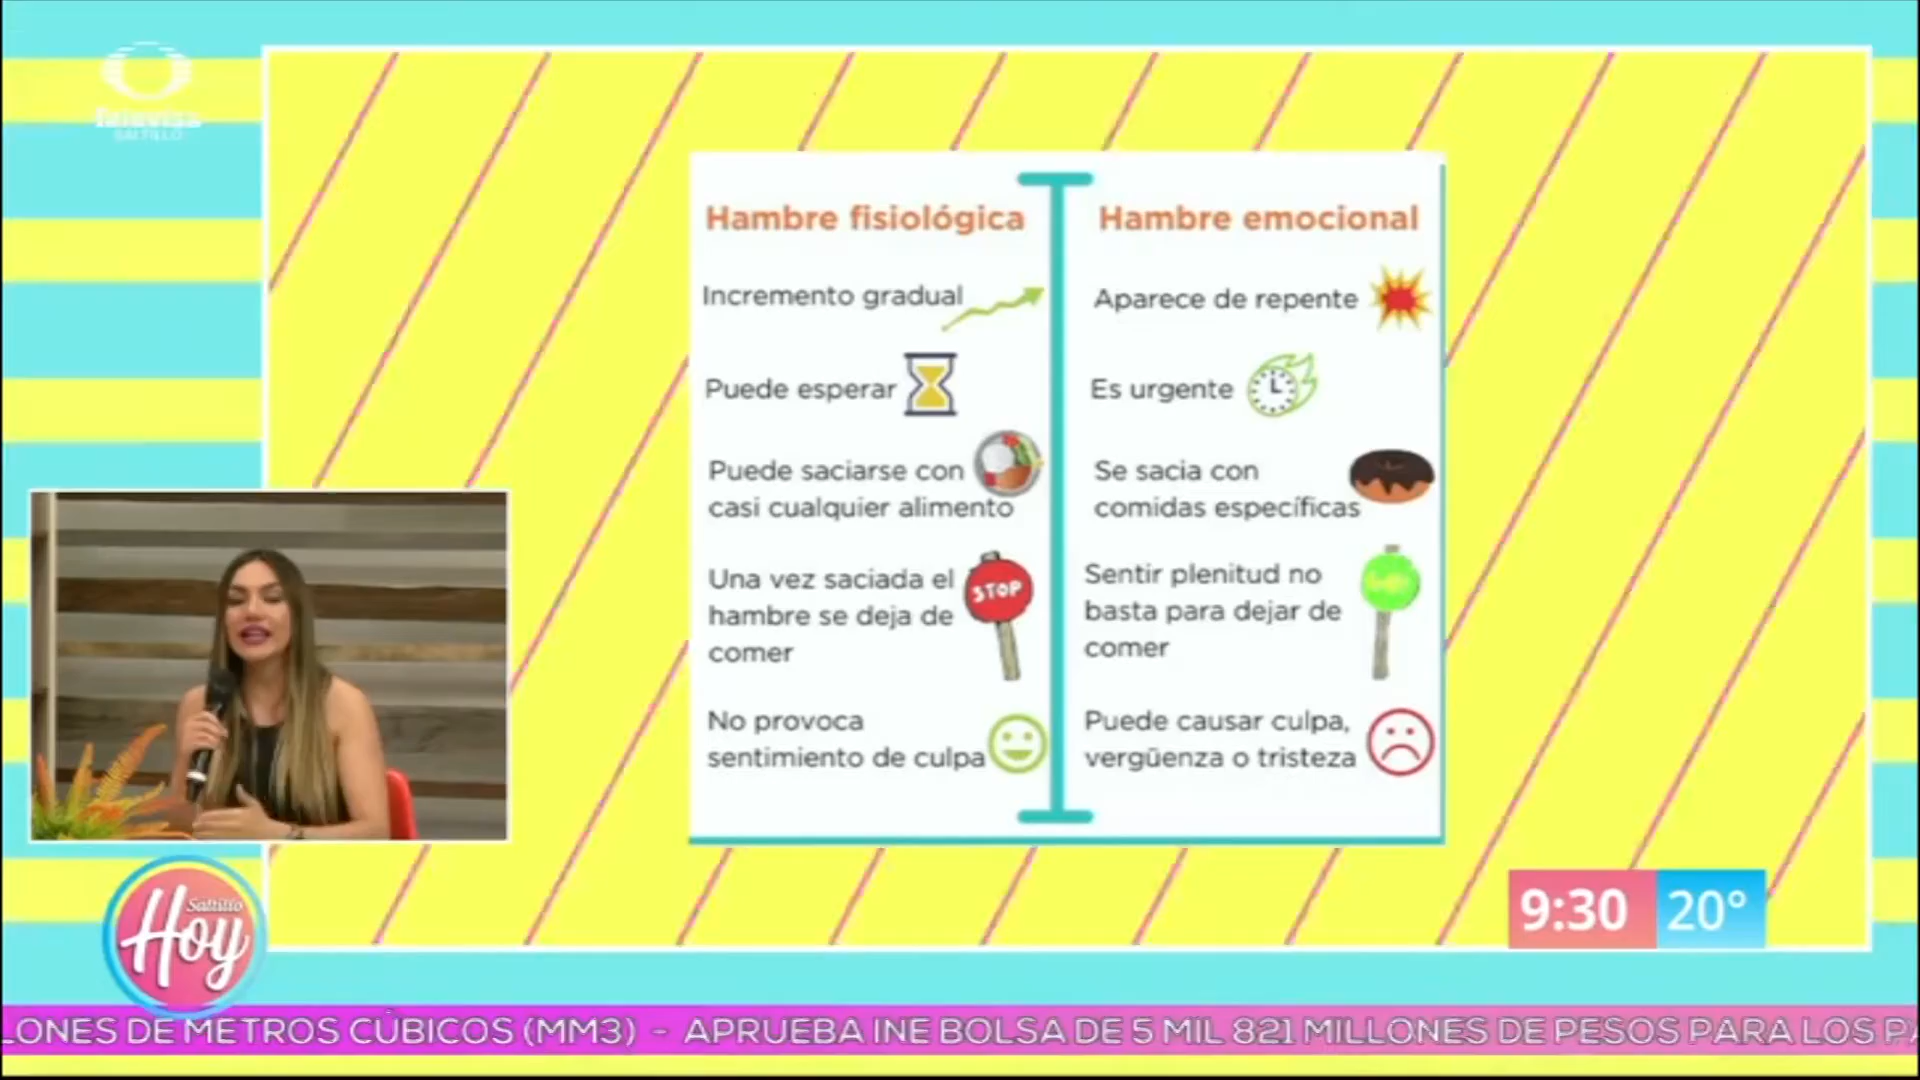 Televisa
SALTILLO
Hambre fisiológica
Incremento gradual
Puede esperar
Puede saciarse con
casi cualquier alimento
Una vez saciada el
hambre se deja de
comer
STOP
No provoca
sentimiento de culpa
Hambre emocional
Aparece de repente
Es urgente
Se sacia con
comidas específicas
Sentir plenitud no
basta para dejar de
comer
Puede causar culpa,
vergüenza o tristeza
Saltillo
Hoy
9:30 20°
LONES DE METROS CÚBICOS (MM3) - APRUEBA INE BOLSA DE 5 MIL 821 MILLONES DE PESOS PARA LOS PA